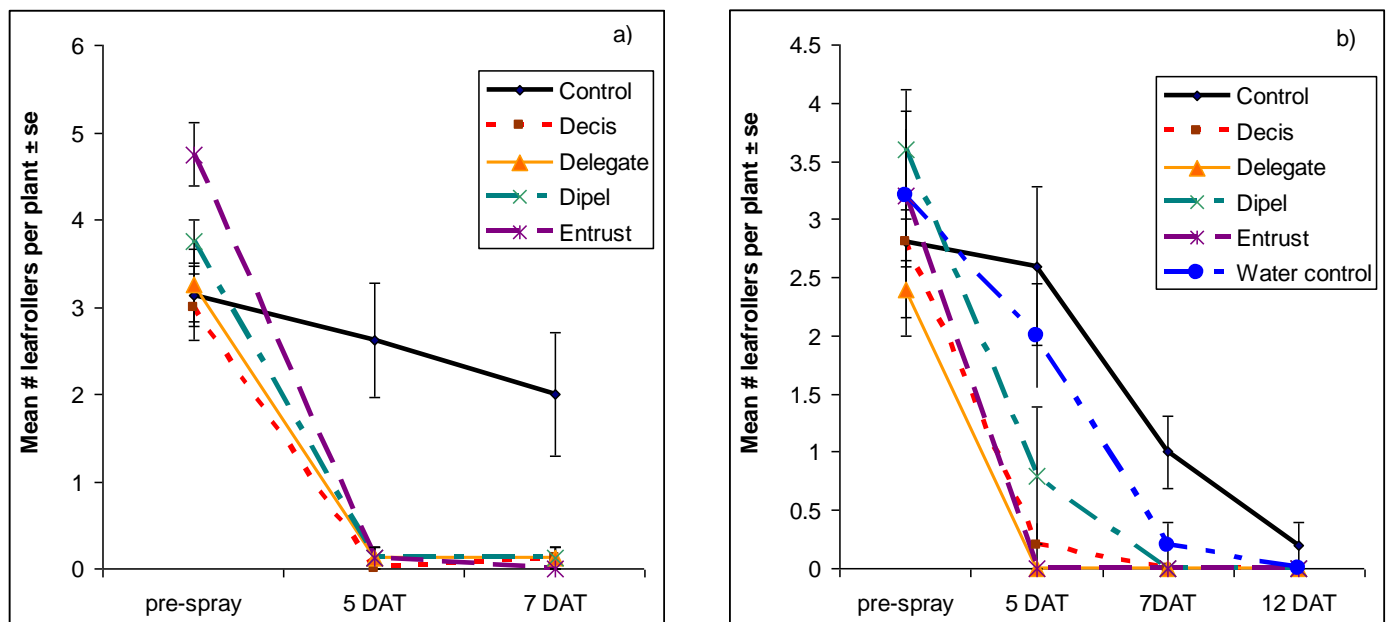 a)
Mean # leafrollers per plant ± se
6
5
4
3
2
1
0
Control
Decis
Delegate
Dipel
Entrust
pre-spray 5 DAT 7 DAT
b)
Mean # leafrollers per plant ± se
4.5
4
3.5
3
2.5
2
1.5
1
0.5
0
Control
Decis
Delegate
Dipel
Entrust
Water control
pre-spray 5 DAT 7DAT 12 DAT